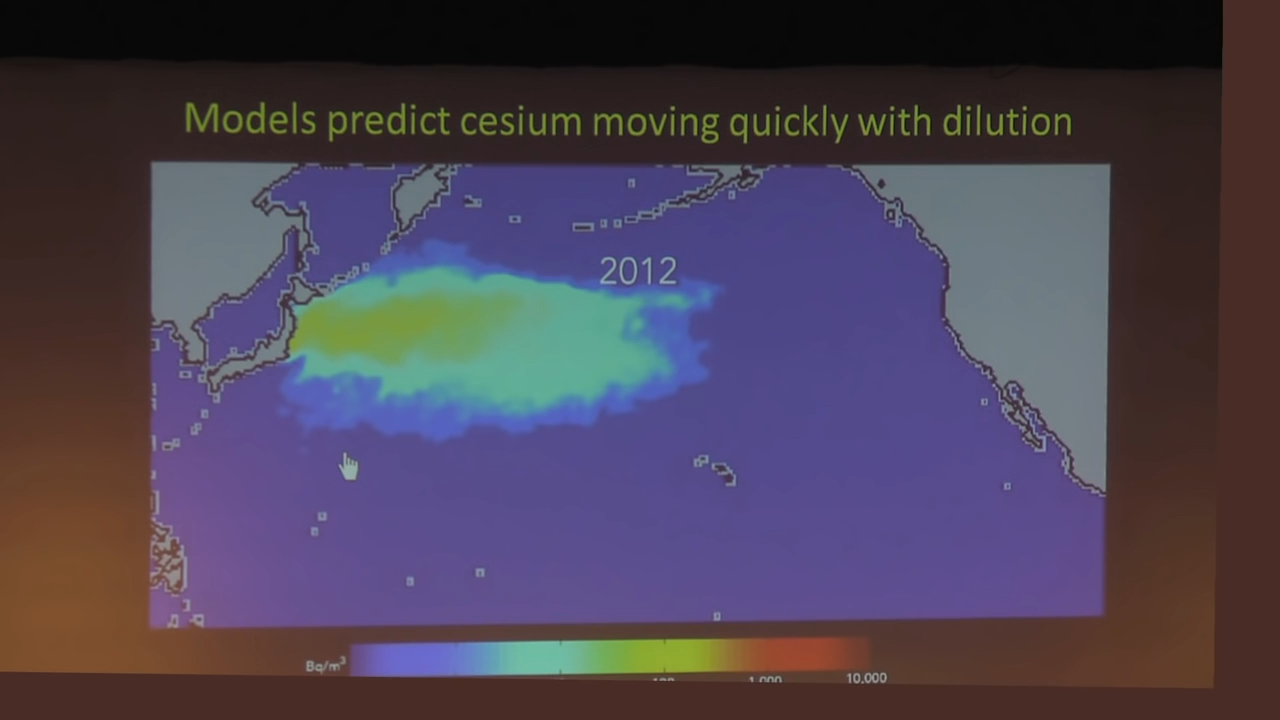 Models predict cesium moving quickly with dilution
2012
Bq/m³
1,000 10,000